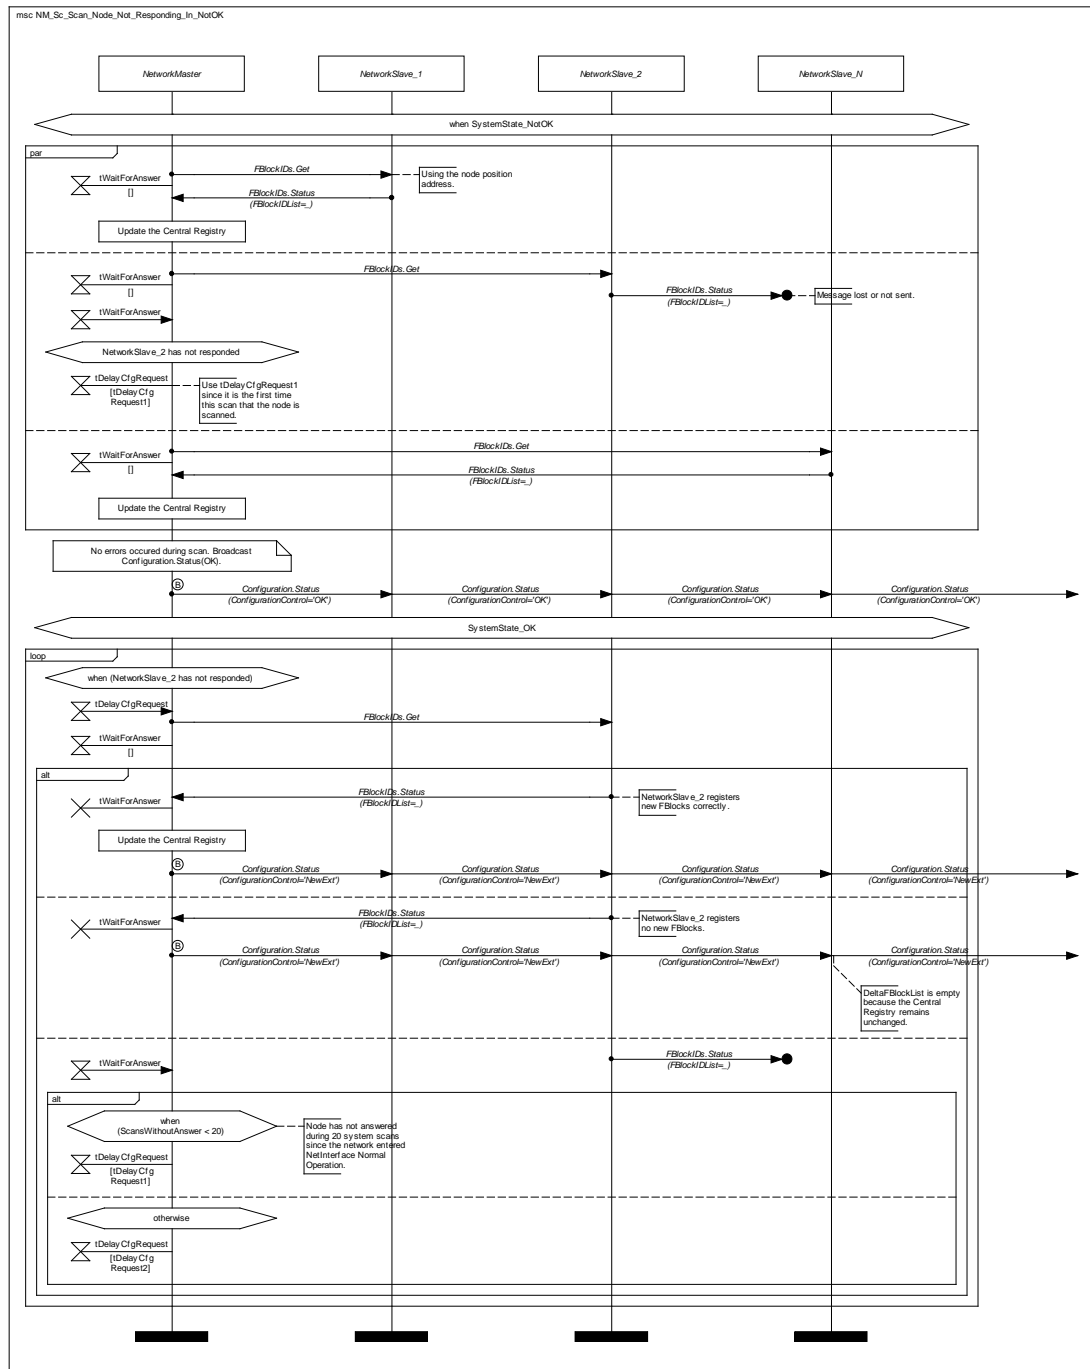 msc NM_Sc_Scan_Node_Not_Responding_In_NotOK
NetworkMaster
NetworkSlave_1
NetworkSlave_2
NetworkSlave_N
when SystemState_NotOK
par
FBlockIDs.Get
Using the node position
address.
tWaitForAnswer
[]
FBlockIDs.Status
(FBlockIDList=_)
Update the Central Registry
FBlockIDs.Get
tWaitForAnswer
[]
FBlockIDs.Status
(FBlockIDList=_)
Message lost or not sent.
tWaitForAnswer
NetworkSlave_2 has not responded
tDelayCfgRequest
[tDelayCfg
Request1]
Use tDelayCfgRequest1
since it is the first time
this scan that the node is
scanned.
FBlockIDs.Get
tWaitForAnswer
[]
FBlockIDs.Status
(FBlockIDList=_)
Update the Central Registry
No errors occured during scan. Broadcast
Configuration.Status(OK).
B
Configuration.Status
(ConfigurationControl='OK')
Configuration.Status
(ConfigurationControl='OK')
Configuration.Status
(ConfigurationControl='OK')
Configuration.Status
(ConfigurationControl='OK')
SystemState_OK
loop
when (NetworkSlave_2 has not responded)
tDelayCfgRequest
FBlockIDs.Get
tWaitForAnswer
[]
alt
FBlockIDs.Status
(FBlockIDList=_)
NetworkSlave_2 registers
new FBlocks correctly.
tWaitForAnswer
Update the Central Registry
B
Configuration.Status
(ConfigurationControl='NewExt')
Configuration.Status
(ConfigurationControl='NewExt')
Configuration.Status
(ConfigurationControl='NewExt')
Configuration.Status
(ConfigurationControl='NewExt')
FBlockIDs.Status
(FBlockIDList=_)
NetworkSlave_2 registers
no new FBlocks.
tWaitForAnswer
B
Configuration.Status
(ConfigurationControl='NewExt')
Configuration.Status
(ConfigurationControl='NewExt')
Configuration.Status
(ConfigurationControl='NewExt')
Configuration.Status
(ConfigurationControl='NewExt')
DeltaFBlockList is empty
because the Central
Registry remains
unchanged.
FBlockIDs.Status
(FBlockIDList=_)
tWaitForAnswer
alt
when
(ScansWithoutAnswer < 20)
Node has not answered
during 20 system scans
since the network entered
NetInterface Normal
Operation.
tDelayCfgRequest
[tDelayCfg
Request1]
otherwise
tDelayCfgRequest
[tDelayCfg
Request2]